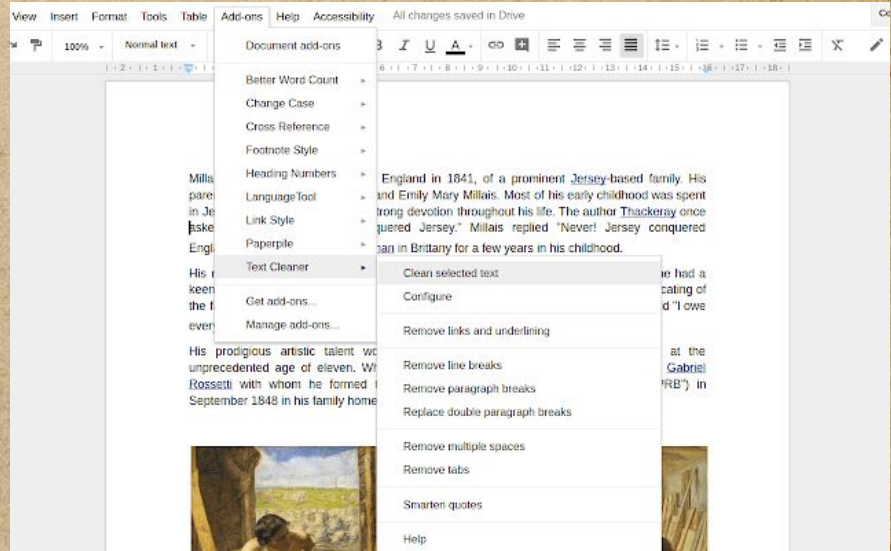 View Insert Format Tools Table Add-ons Help Accessibility All changes saved in Drive
100% Normal text B I U A
Document add-ons
Better Word Count
Change Case
Cross Reference
Footnote Style
Heading Numbers
LanguageTool
Link Style
Paperpile
Text Cleaner
Get add-ons...
Manage add-ons...
Clean selected text
Configure
Remove links and underlining
Remove line breaks
Remove paragraph breaks
Replace double paragraph breaks
Remove multiple spaces
Remove tabs
Smarten quotes
Help
England in 1841, of a prominent Jersey-based family. His
and Emily Mary Millais. Most of his early childhood was spent
in Je trong devotion throughout his life. The author Thackeray once
aske quered Jersey." Millais replied "Never! Jersey conquered
Engl an in Brittany for a few years in his childhood.
His he had a
keen cating of
the f d "I owe
every
His prodigious artistic talent at the
unprecedented age of eleven. Gabriel
Rossetti with whom he formed PRB") in
September 1848 in his family home